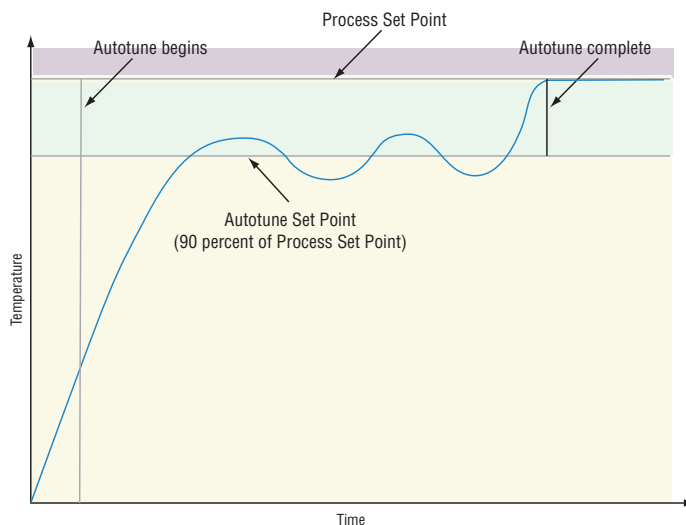 Process Set Point
Autotune begins
Autotune complete
Autotune Set Point
(90 percent of Process Set Point)
Temperature
Time